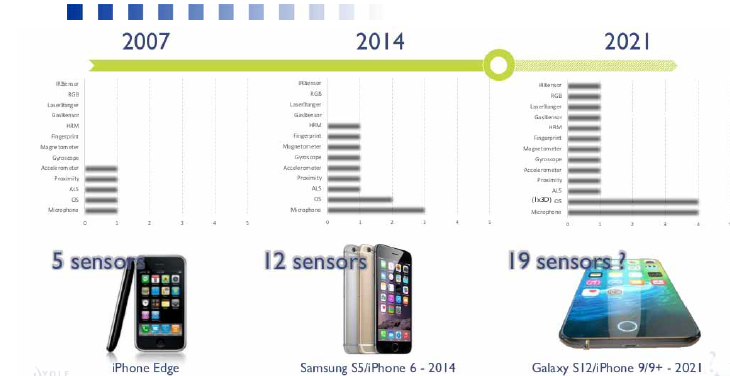 2007
2014
2021
IRSensor
RGB
LaserRanger
GasSensor
HRM
Fingerprint
Magnetometer
Gyroscope
Accelerometer
Proximity
ALS
OS
Microphone
0 1 2 3 4 5
IRSensor
RGB
LaserRanger
GasSensor
HRM
Fingerprint
Magnetometer
Gyroscope
Accelerometer
Proximity
ALS
OS
Microphone
0 1 2 3 4 5
IRSensor
RGB
LaserRanger
GasSensor
HRM
Fingerprint
Magnetometer
Gyroscope
Accelerometer
Proximity
ALS
(1x3D) OS
Microphone
0 1 2 3 4
5 sensors
12 sensors
19 sensors ?
iPhone Edge
Samsung S5/iPhone 6 - 2014
Galaxy S12/iPhone 9/9+ - 2021